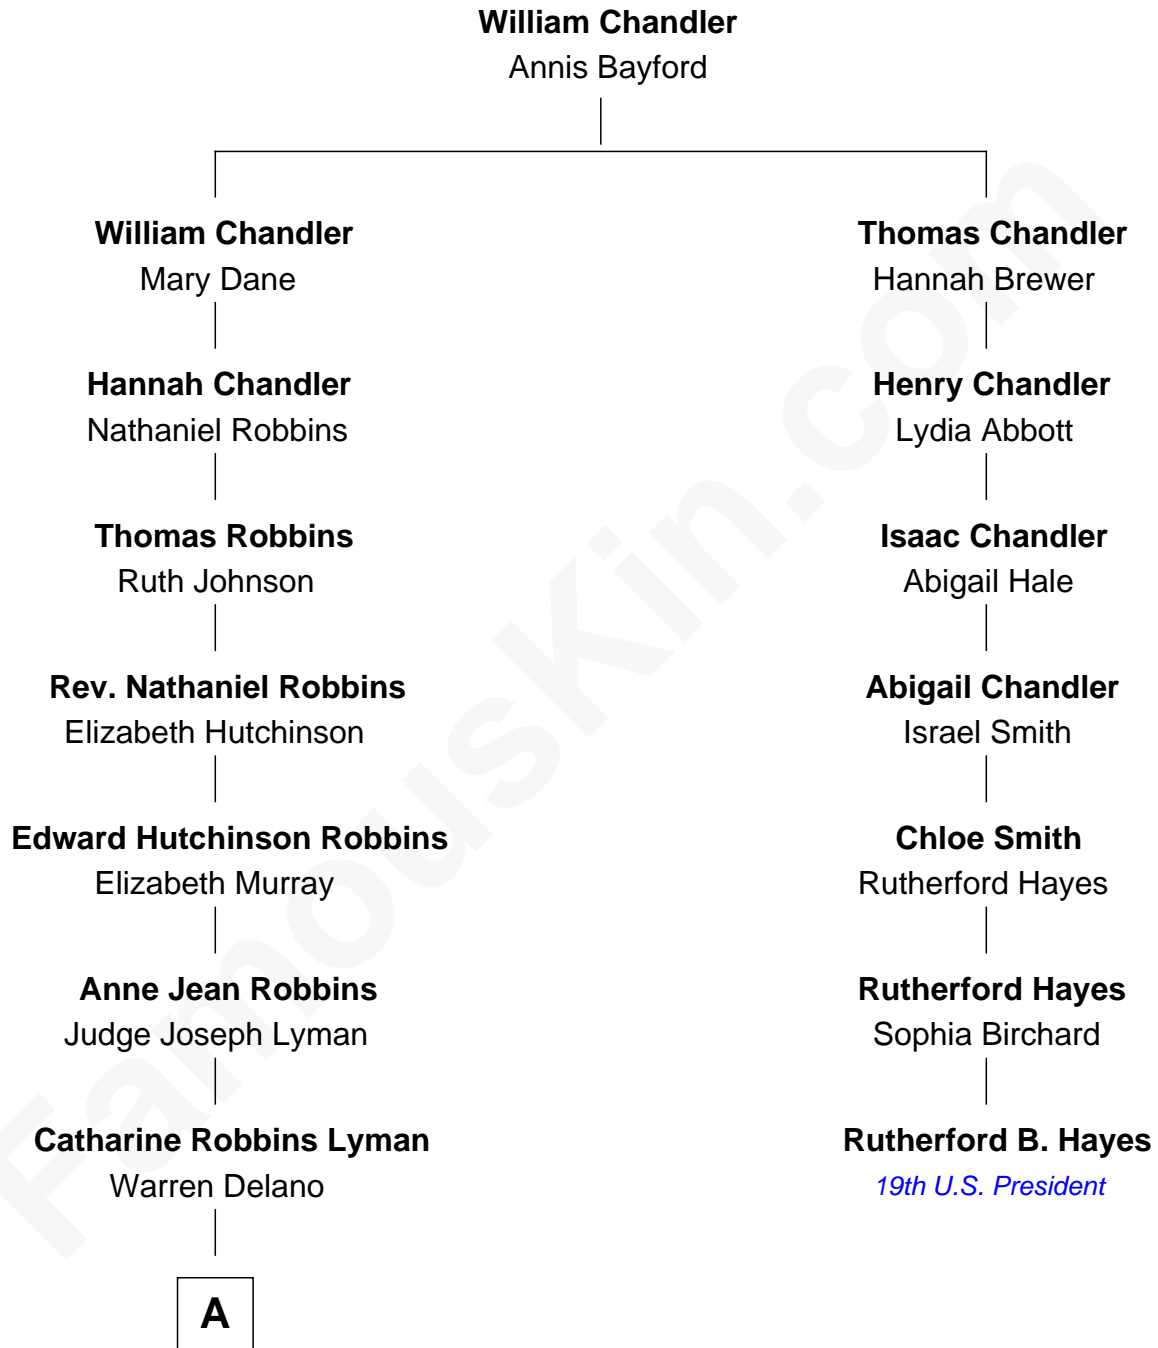 William Chandler
Annis Bayford
William Chandler
Mary Dane
Thomas Chandler
Hannah Brewer
Hannah Chandler
Nathaniel Robbins
Henry Chandler
Lydia Abbott
Thomas Robbins
Ruth Johnson
Isaac Chandler
Abigail Hale
Rev. Nathaniel Robbins
Elizabeth Hutchinson
Abigail Chandler
Israel Smith
Edward Hutchinson Robbins
Elizabeth Murray
Chloe Smith
Rutherford Hayes
Anne Jean Robbins
Judge Joseph Lyman
Rutherford Hayes
Sophia Birchard
Catharine Robbins Lyman
Warren Delano
Rutherford B. Hayes
19th U.S. President
A
FamousKin.com